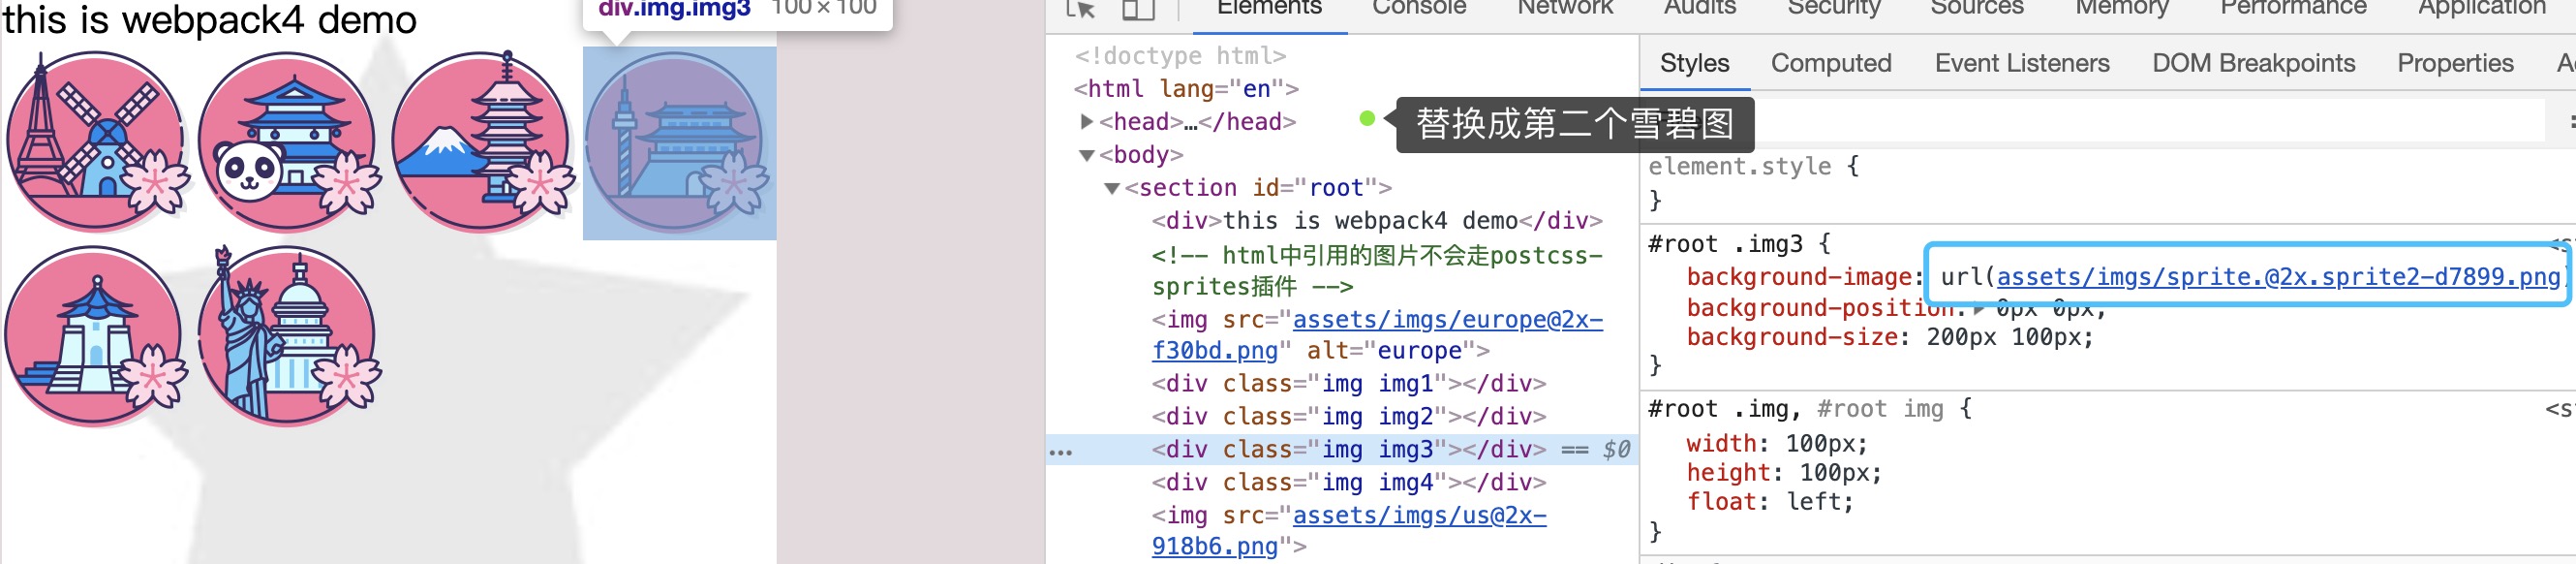 this is webpack4 demo
div.img.img3 100 × 100
Elements Console Network Audits Security Sources Memory Performance Application
<!doctype html>
<html lang="en">
▶<head>…</head>
▼<body>
▼<section id="root">
<div>this is webpack4 demo</div>
<!-- html中引用的图片不会走postcss-
sprites插件 -->
<img src="assets/imgs/europe@2x-
f30bd.png" alt="europe">
<div class="img img1"></div>
<div class="img img2"></div>
… <div class="img img3"></div> == $0
<div class="img img4"></div>
<img src="assets/imgs/us@2x-
918b6.png">
替换成第二个雪碧图
Styles Computed Event Listeners DOM Breakpoints Properties
element.style {
}
#root .img3 {
background-image: url(assets/imgs/sprite.@2x.sprite2-d7899.png)
background-position: ▶ 0px 0px;
background-size: 200px 100px;
}
#root .img, #root img {
width: 100px;
height: 100px;
float: left;
}